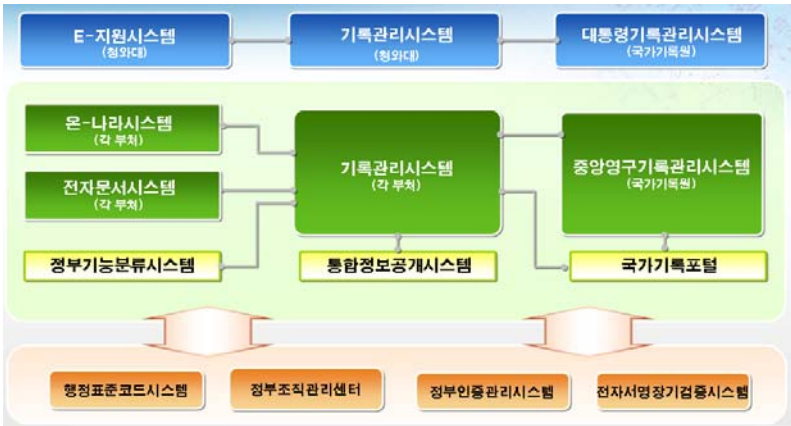 E-지원시스템
(청와대)
기록관리시스템
(청와대)
대통령기록관리시스템
(국가기록원)
온-나라시스템
(각 부처)
전자문서시스템
(각 부처)
정부기능분류시스템
기록관리시스템
(각 부처)
통합정보공개시스템
중앙영구기록관리시스템
(국가기록원)
국가기록포털
행정표준코드시스템
정부조직관리센터
정부인증관리시스템
전자서명장기검증시스템